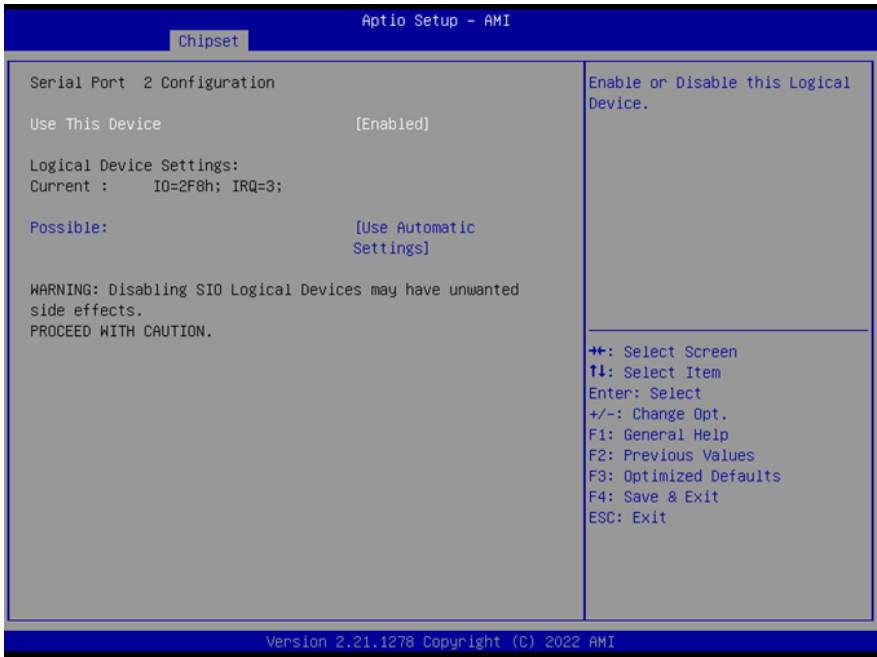 Aptio Setup – AMI
Chipset
Serial Port 2 Configuration
Use This Device [Enabled]
Logical Device Settings:
Current : IO=2F8h; IRQ=3;
Possible: [Use Automatic
Settings]
WARNING: Disabling SIO Logical Devices may have unwanted
side effects.
PROCEED WITH CAUTION.
Enable or Disable this Logical
Device.
→←: Select Screen
↑↓: Select Item
Enter: Select
+/-: Change Opt.
F1: General Help
F2: Previous Values
F3: Optimized Defaults
F4: Save & Exit
ESC: Exit
Version 2.21.1278 Copyright (C) 2022 AMI